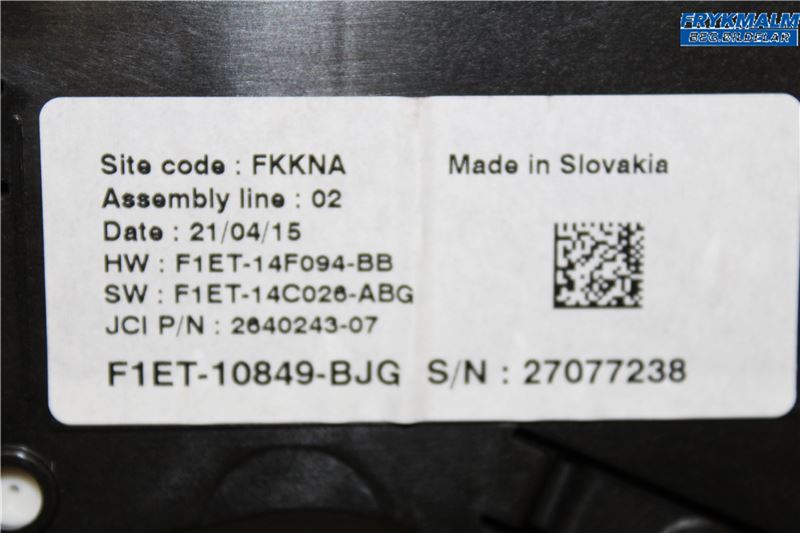 FRYKMALM
BEG.BILDELAR
Site code : FKKNA
Made in Slovakia
Assembly line : 02
Date : 21/04/15
HW : F1ET-14F094-BB
SW : F1ET-14C026-ABG
JCI P/N : 2640243-07
F1ET-10849-BJG S/N : 27077238